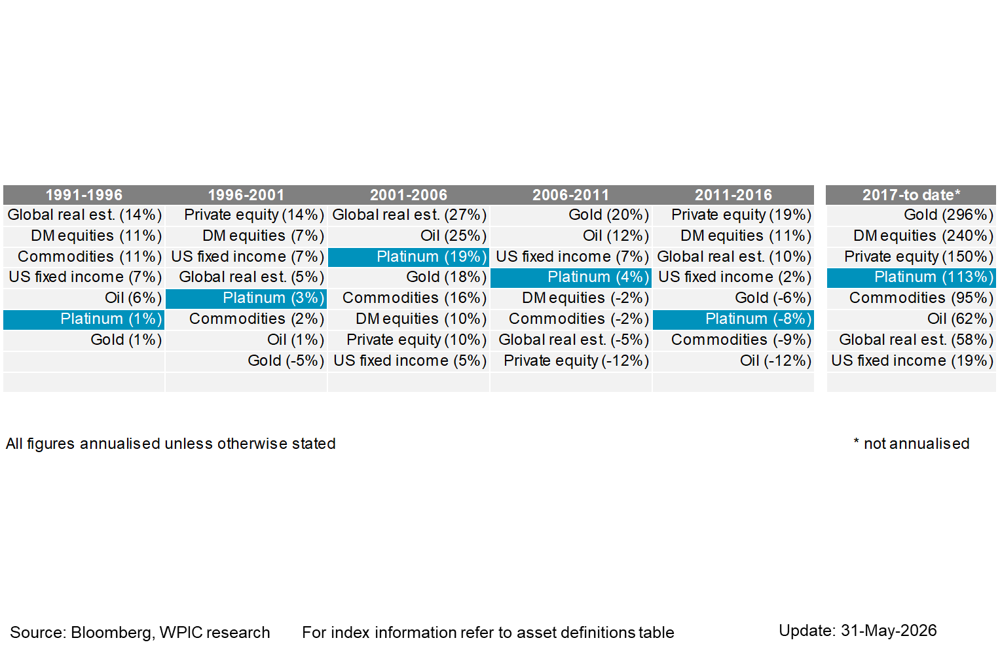 1991-1996 1996-2001 2001-2006 2006-2011 2011-2016 2017-to date*
Global real est. (14%) Private equity (14%) Global real est. (27%) Gold (20%) Private equity (19%) Gold (296%)
DM equities (11%) DM equities (7%) Oil (25%) Oil (12%) DM equities (11%) DM equities (240%)
Commodities (11%) US fixed income (7%) Platinum (19%) US fixed income (7%) Global real est. (10%) Private equity (150%)
US fixed income (7%) Global real est. (5%) Gold (18%) Platinum (4%) US fixed income (2%) Platinum (113%)
Oil (6%) Platinum (3%) Commodities (16%) DM equities (-2%) Gold (-6%) Commodities (95%)
Platinum (1%) Commodities (2%) DM equities (10%) Commodities (-2%) Platinum (-8%) Oil (62%)
Gold (1%) Oil (1%) Private equity (10%) Global real est. (-5%) Commodities (-9%) Global real est. (58%)
Gold (-5%) US fixed income (5%) Private equity (-12%) Oil (-12%) US fixed income (19%)
All figures annualised unless otherwise stated * not annualised
Source: Bloomberg, WPIC research For index information refer to asset definitions table Update: 31-May-2026